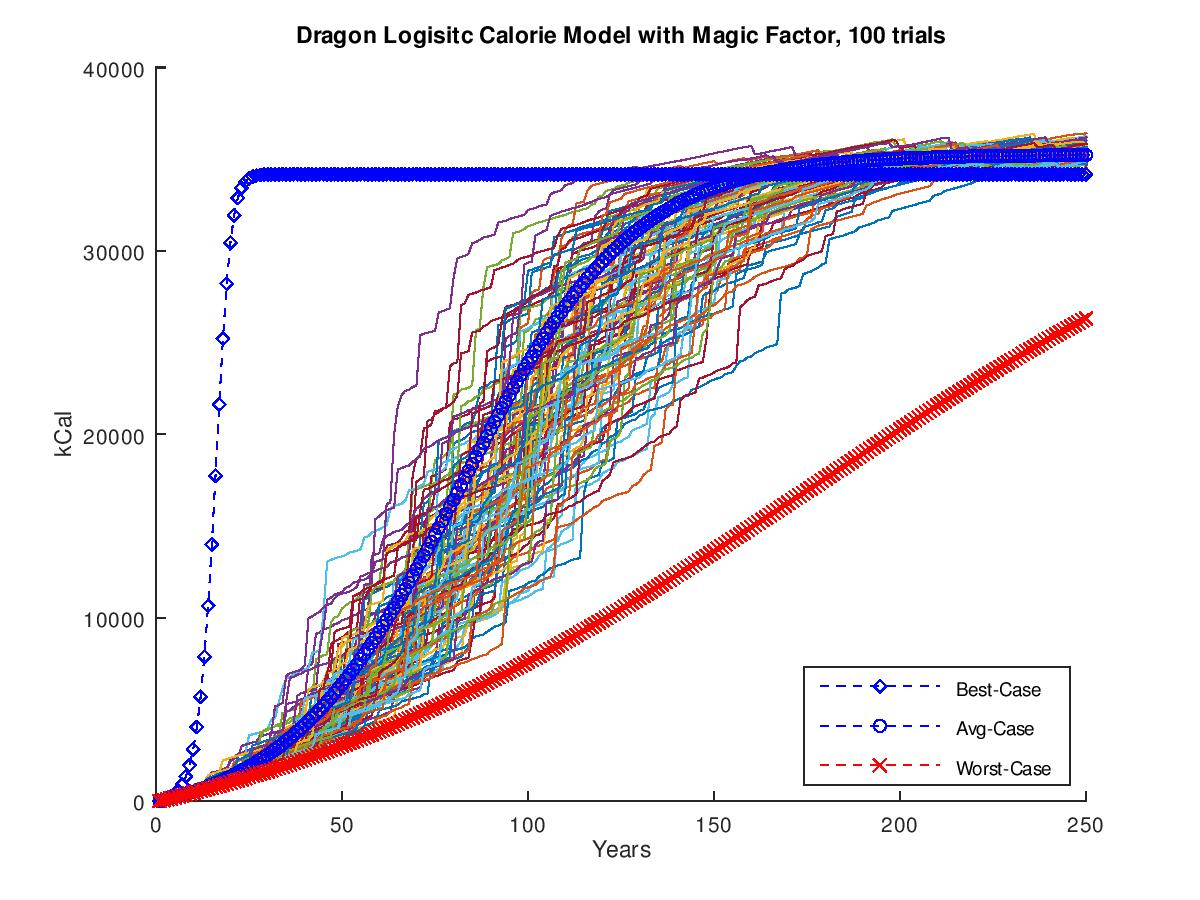 Dragon Logisitc Calorie Model with Magic Factor, 100 trials
40000
30000
20000
10000
0
kCal
0 50 100 150 200 250
Years
Best-Case
Avg-Case
Worst-Case